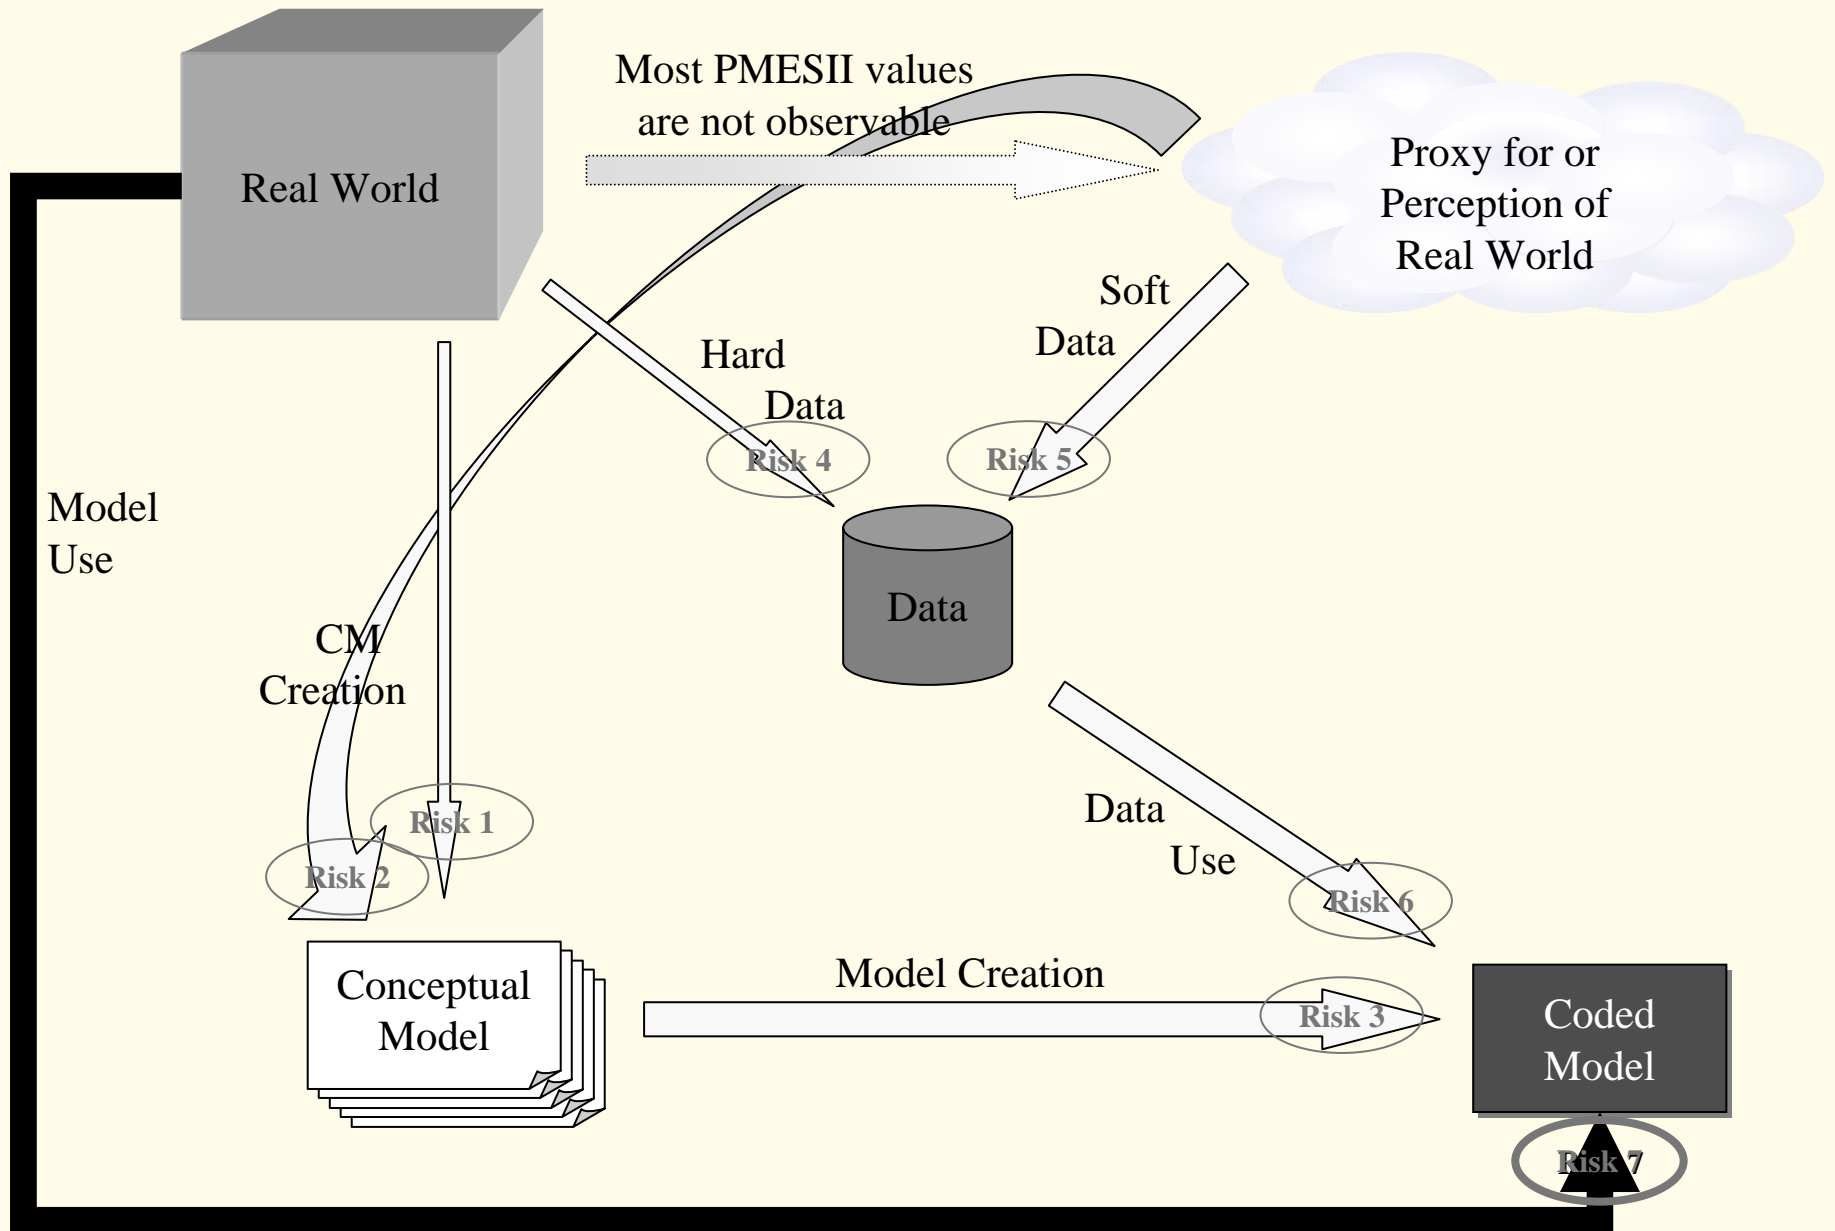 Most PMESII values
are not observable
Real World
Proxy for or
Perception of
Real World
Soft
Data
Hard
Data
Risk 4
Risk 5
Model
Use
Data
CM
Creation
Data
Use
Risk 1
Risk 2
Risk 6
Model Creation
Conceptual
Model
Risk 3
Coded
Model
Risk 7